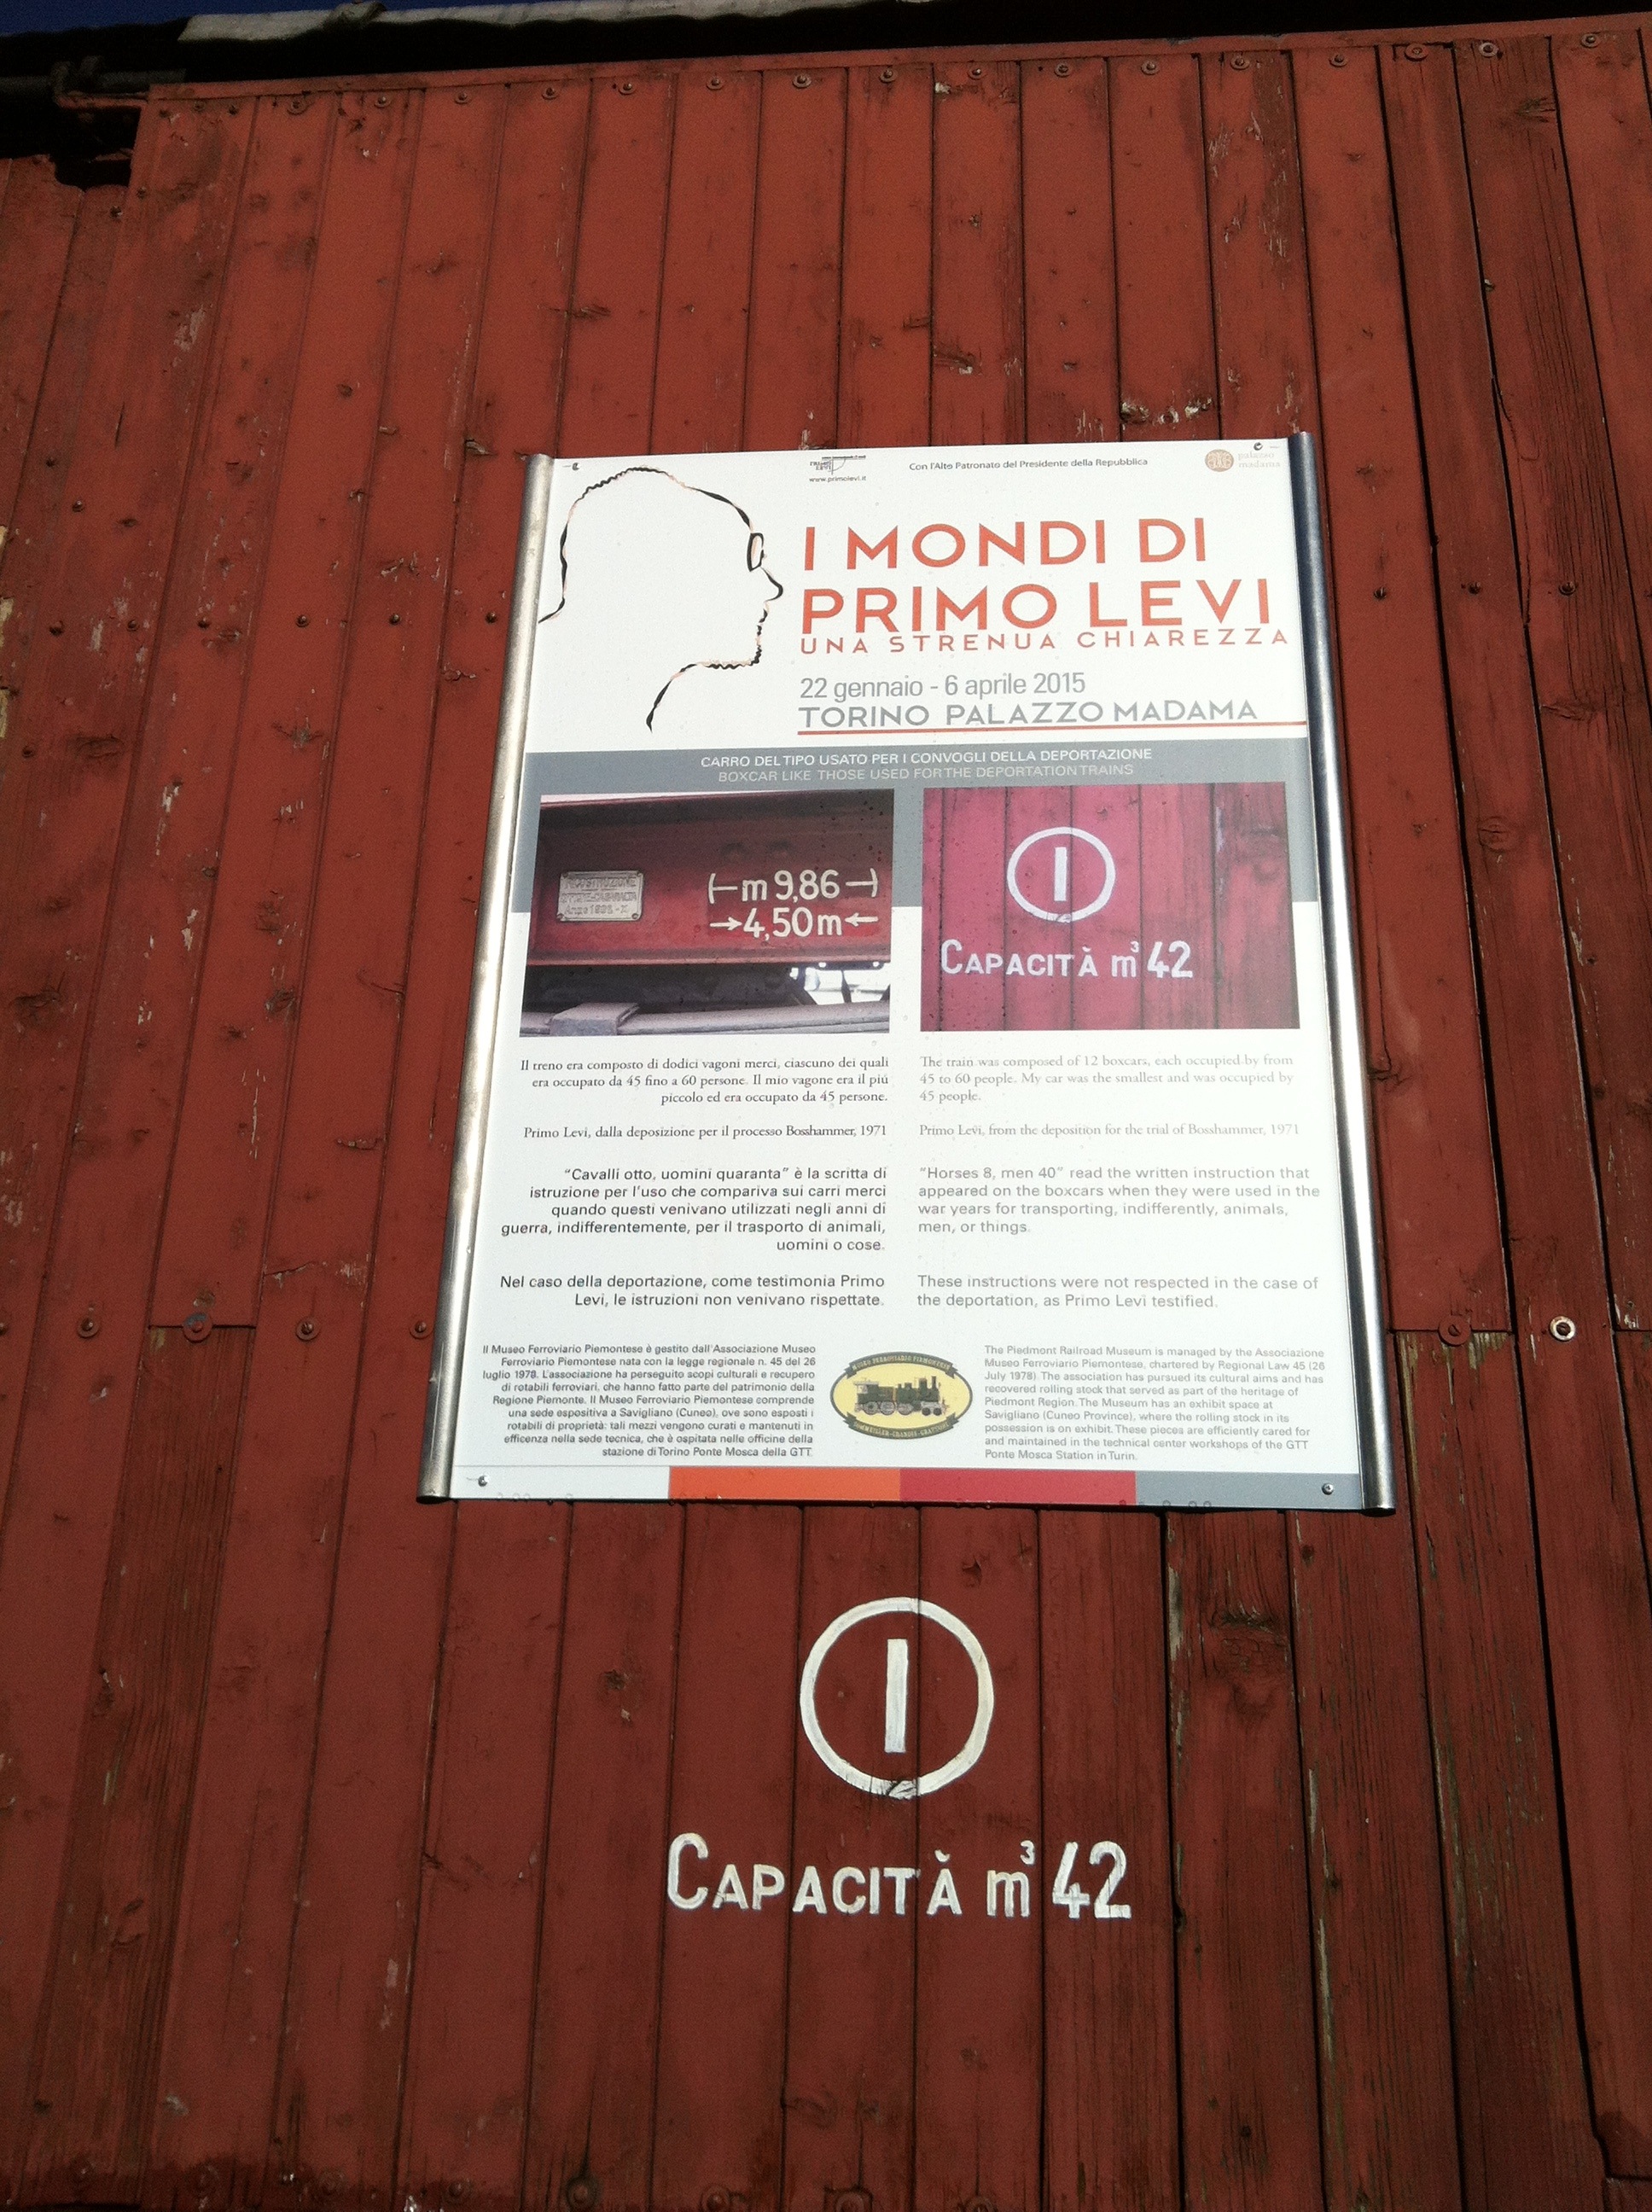 www.primolevi.it
Con l'Alto Patronato del Presidente della Repubblica
palazzo
madama
I MONDI DI
PRIMO LEVI
UNA STRENUA CHIAREZZA
22 gennaio - 6 aprile 2015
TORINO PALAZZO MADAMA
CARRO DEL TIPO USATO PER I CONVOGLI DELLA DEPORTAZIONE
BOXCAR LIKE THOSE USED FOR THE DEPORTATION TRAINS
m 9,86
→4,50m←
1
CAPACITÀ m³ 42
Il treno era composto di dodici vagoni merci, ciascuno dei quali
era occupato da 45 fino a 60 persone. Il mio vagone era il più
piccolo ed era occupato da 45 persone.
Primo Levi, dalla deposizione per il processo Bosshammer, 1971
"Cavalli otto, uomini quaranta" è la scritta di
istruzione per l'uso che compariva sui carri merci
quando questi venivano utilizzati negli anni di
guerra, indifferentemente, per il trasporto di animali,
uomini o cose.
Nel caso della deportazione, come testimonia Primo
Levi, le istruzioni non venivano rispettate.
The train was composed of 12 boxcars, each occupied by from
45 to 60 people. My car was the smallest and was occupied by
45 people.
Primo Levi, from the deposition for the trial of Bosshammer, 1971
"Horses 8, men 40" read the written instruction that
appeared on the boxcars when they were used in the
war years for transporting, indifferently, animals,
men, or things.
These instructions were not respected in the case of
the deportation, as Primo Levi testified.
Il Museo Ferroviario Piemontese è gestito dall'Associazione Museo
Ferroviario Piemontese nata con la legge regionale n. 45 del 26
luglio 1978. L'associazione ha perseguito scopi culturali e recupero
di rotabili ferroviari, che hanno fatto parte del patrimonio della
Regione Piemonte. Il Museo Ferroviario Piemontese comprende
una sede espositiva a Savigliano (Cuneo), ove sono esposti i
rotabili di proprietà: tali mezzi vengono curati e mantenuti in
efficenza nella sede tecnica, che è ospitata nelle officine della
stazione di Torino Ponte Mosca della GTT.
MUSEO FERROVIARIO PIEMONTESE
SOMMEILLER-GRANDIS-GRATTONI
The Piedmont Railroad Museum is managed by the Associazione
Museo Ferroviario Piemontese, chartered by Regional Law 45 (26
July 1978). The association has pursued its cultural aims and has
recovered rolling stock that served as part of the heritage of
Piedmont Region. The Museum has an exhibit space at
Savigliano (Cuneo Province), where the rolling stock in its
possession is on exhibit. These pieces are efficiently cared for
and maintained in the technical center workshops of the GTT
Ponte Mosca Station in Turin.
1
CAPACITÀ m³ 42